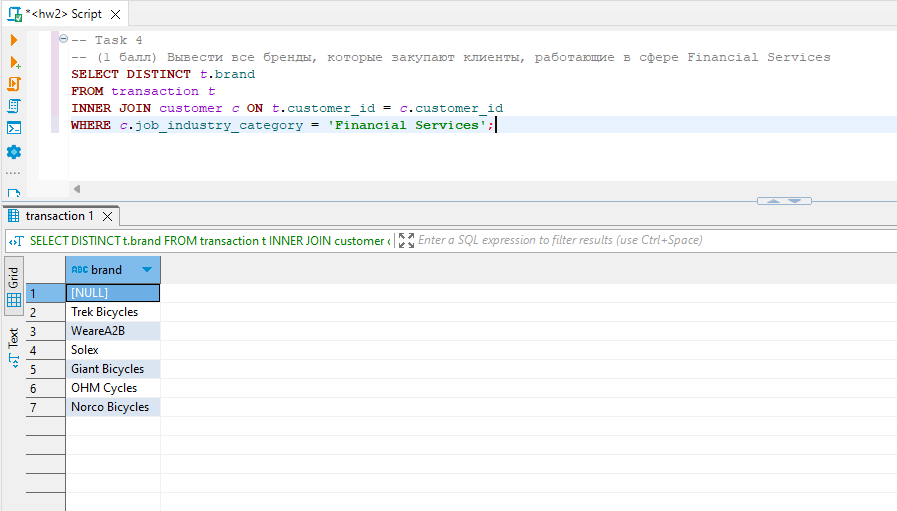 *<hw2> Script
-- Task 4
-- (1 балл) Вывести все бренды, которые закупают клиенты, работающие в сфере Financial Services
SELECT DISTINCT t.brand
FROM transaction t
INNER JOIN customer c ON t.customer_id = c.customer_id
WHERE c.job_industry_category = 'Financial Services';
transaction 1
SELECT DISTINCT t.brand FROM transaction t INNER JOIN customer c
Enter a SQL expression to filter results (use Ctrl+Space)
Grid
Text
ABC brand
1 [NULL]
2 Trek Bicycles
3 WeareA2B
4 Solex
5 Giant Bicycles
6 OHM Cycles
7 Norco Bicycles